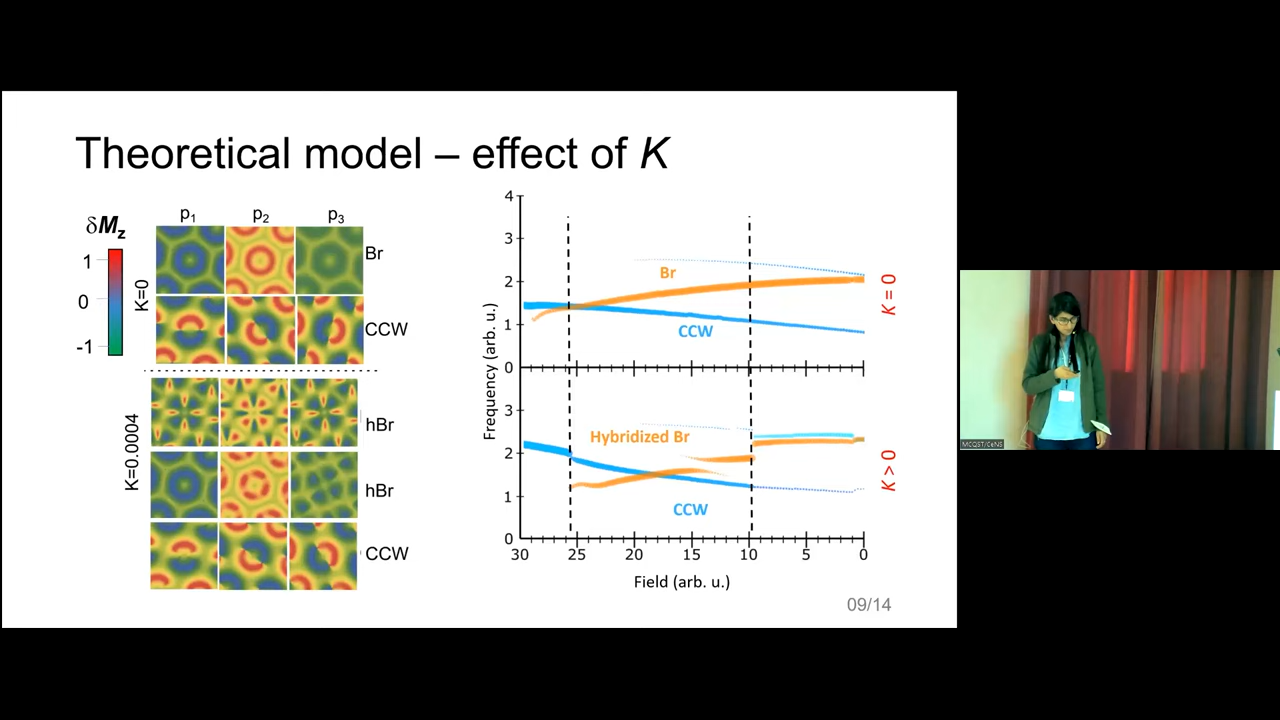 Theoretical model – effect of K
δMz
1
0
-1
p1 p2 p3
K=0
Br
CCW
K=0.0004
hBr
hBr
CCW
Frequency (arb. u.)
4
3
2
1
0
Br
CCW
K = 0
3
2
1
0
Hybridized Br
CCW
K > 0
30 25 20 15 10 5 0
Field (arb. u.)
09/14
MCQST/CeNS